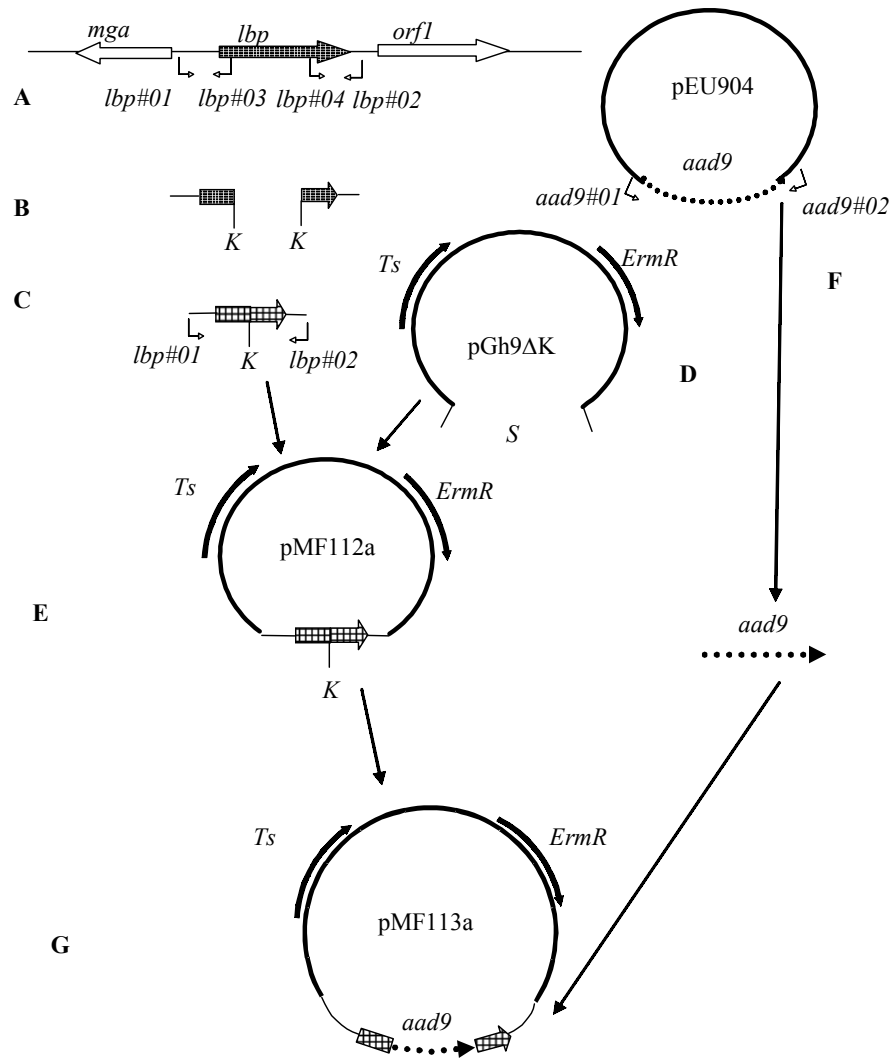 mga lbp orf1
lbp#01 lbp#03 lbp#04 lbp#02
A
pEU904
aad9
aad9#01 aad9#02
B
K K
C
Ts ErmR
F
lbp#01 K lbp#02
pGh9ΔK
D
S
Ts ErmR
pMF112a
E
K
aad9
Ts ErmR
pMF113a
G
aad9